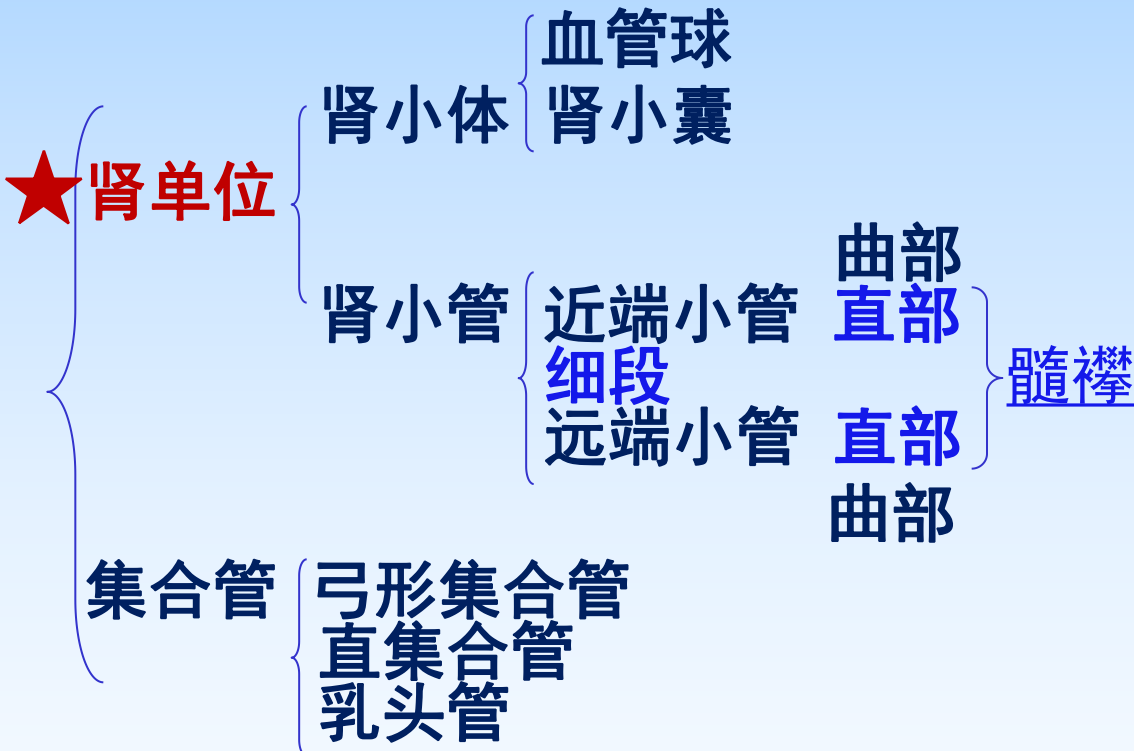 血管球
肾小体 肾小囊
★肾单位
曲部
肾小管 近端小管 直部
细段 髓襻
远端小管 直部
曲部
集合管 弓形集合管
直集合管
乳头管